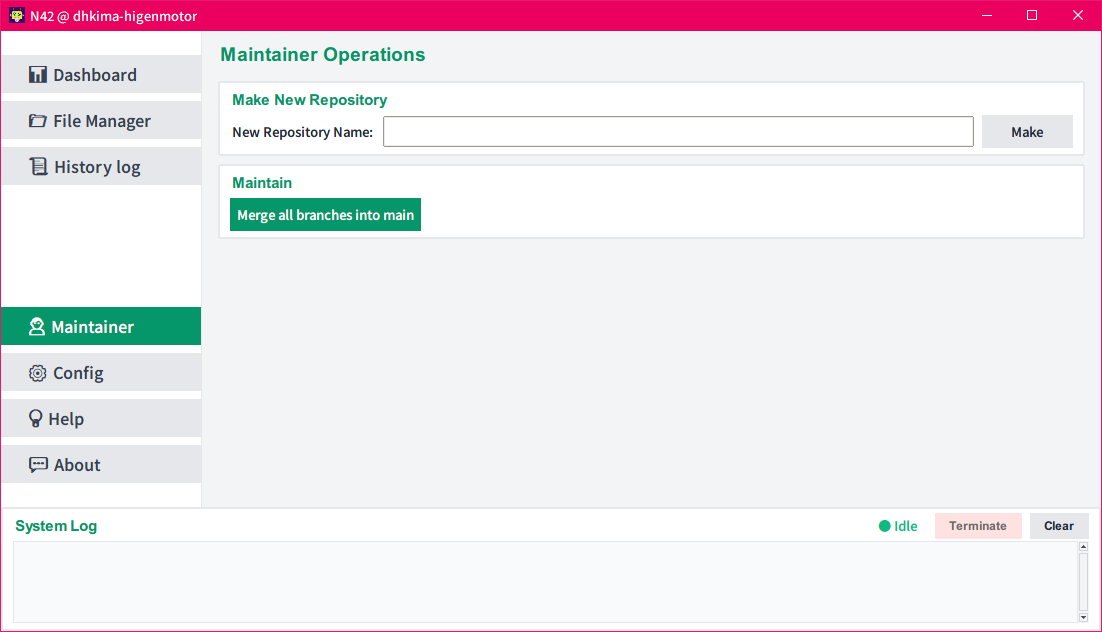 N42 @ dhkima-higenmotor
Dashboard
File Manager
History log
Maintainer
Config
Help
About
Maintainer Operations
Make New Repository
New Repository Name:
Make
Maintain
Merge all branches into main
System Log
Idle
Terminate
Clear